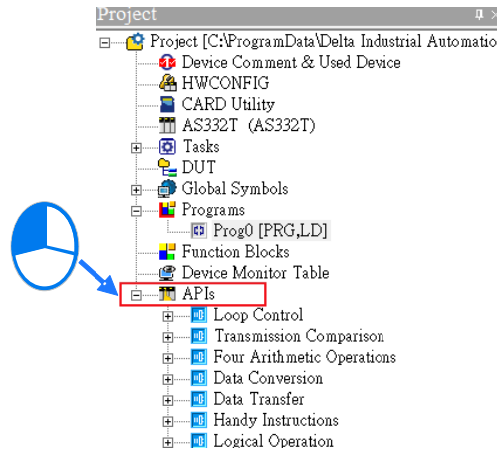 Project
Project [C:\ProgramData\Delta Industrial Automatio
Device Comment & Used Device
HWCONFIG
CARD Utility
AS332T (AS332T)
Tasks
DUT
Global Symbols
Programs
Prog0 [PRG,LD]
Function Blocks
Device Monitor Table
APIs
Loop Control
Transmission Comparison
Four Arithmetic Operations
Data Conversion
Data Transfer
Handy Instructions
Logical Operation